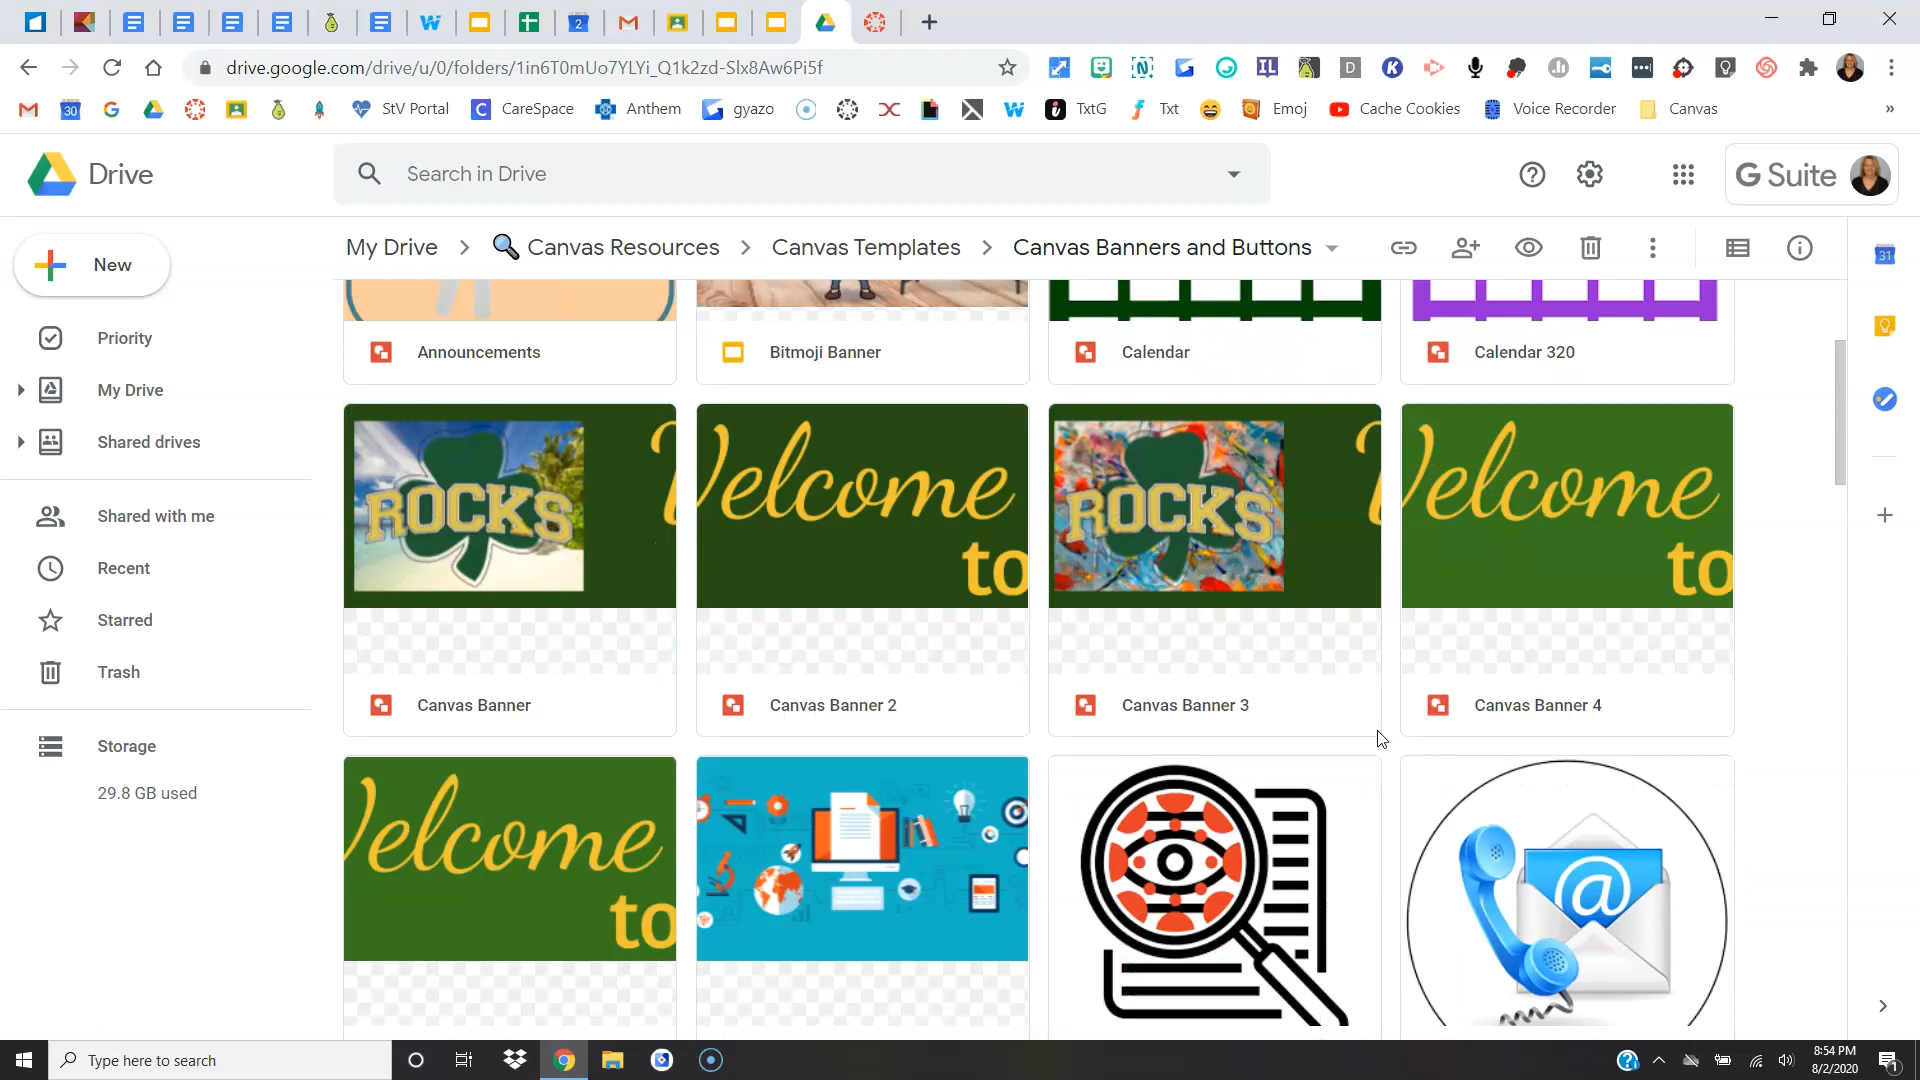 2
drive.google.com/drive/u/0/folders/1in6T0mUo7YLYi_Q1k2zd-Slx8Aw6Pi5f
StV Portal
CareSpace
Anthem
gyazo
TxtG
Txt
Emoj
Cache Cookies
Voice Recorder
Canvas
»
Drive
Search in Drive
G Suite
New
My Drive
Canvas Resources
Canvas Templates
Canvas Banners and Buttons
Priority
My Drive
Shared drives
Shared with me
Recent
Starred
Trash
Storage
29.8 GB used
Announcements
Bitmoji Banner
Calendar
Calendar 320
ROCKS
Welcome
to
ROCKS
Welcome
to
Canvas Banner
Canvas Banner 2
Canvas Banner 3
Canvas Banner 4
Welcome
to
@
Type here to search
8:54 PM
8/2/2020